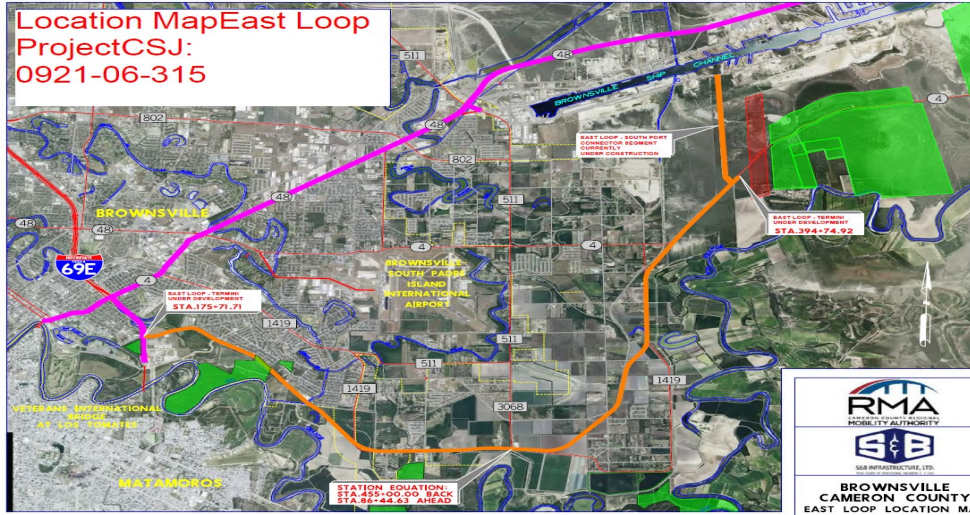 Location MapEast Loop
ProjectCSJ:
0921-06-315
511
48
BROWNSVILLE SHIP CHANNEL
4
802
48
EAST LOOP - SOUTH PORT
CONNECTOR SEGMENT
CURRENTLY
UNDER CONSTRUCTION
802
48
511
BROWNSVILLE
48
48
EAST LOOP - TERMINI
UNDER DEVELOPMENT
STA.394+74.92
4
4
INTERSTATE
69E
4
BROWNSVILLE
SOUTH PADRE
ISLAND
INTERNATIONAL
AIRPORT
EAST LOOP - TERMINI
UNDER DEVELOPMENT
STA.175+71.71
1419
511
511
1419
1419
3068
VETERANS INTERNATIONAL
BRIDGE
AT LOS TOMATES
MATAMOROS
STATION EQUATION:
STA.455+00.00 BACK
STA.86+44.63 AHEAD
RMA
CAMERON COUNTY REGIONAL
MOBILITY AUTHORITY
S&B
S&B INFRASTRUCTURE, LTD.
BROWNSVILLE
CAMERON COUNTY
EAST LOOP LOCATION M